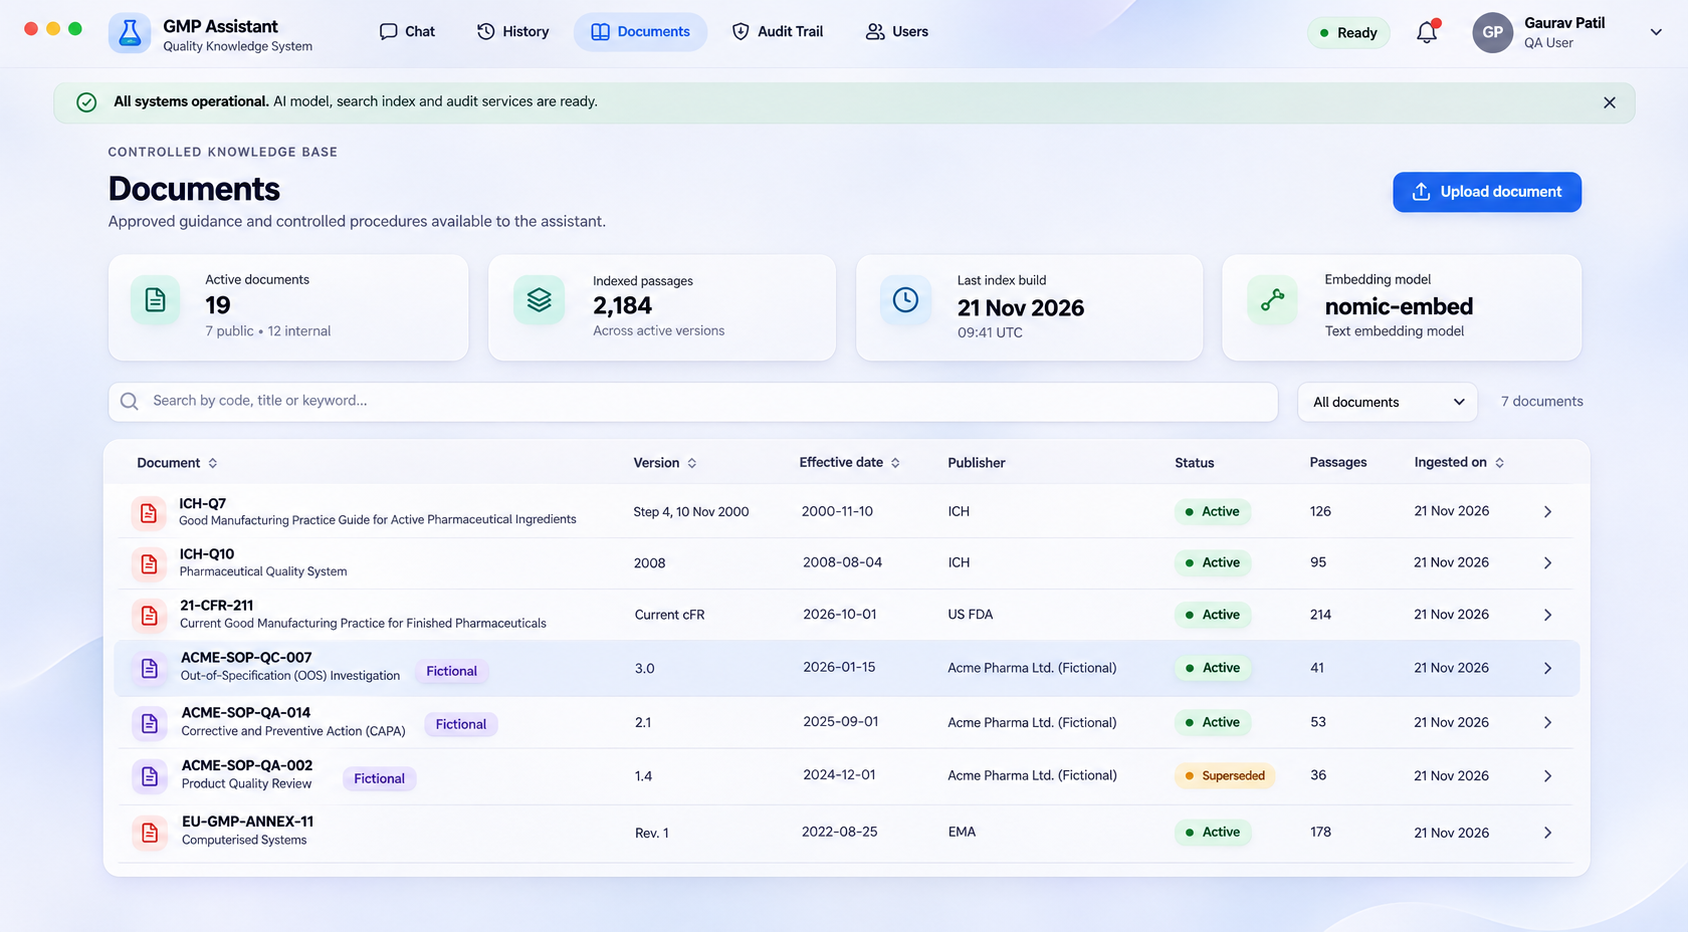 GMP Assistant
Quality Knowledge System
Chat
History
Documents
Audit Trail
Users
Ready
GP
Gaurav Patil
QA User
All systems operational. AI model, search index and audit services are ready.
CONTROLLED KNOWLEDGE BASE
Documents
Approved guidance and controlled procedures available to the assistant.
Upload document
Active documents
19
7 public • 12 internal
Indexed passages
2,184
Across active versions
Last index build
21 Nov 2026
09:41 UTC
Embedding model
nomic-embed
Text embedding model
Search by code, title or keyword...
All documents
7 documents
Document Version Effective date Publisher Status Passages Ingested on
ICH-Q7
Good Manufacturing Practice Guide for Active Pharmaceutical Ingredients
Step 4, 10 Nov 2000 2000-11-10 ICH Active 126 21 Nov 2026
ICH-Q10
Pharmaceutical Quality System
2008 2008-08-04 ICH Active 95 21 Nov 2026
21-CFR-211
Current Good Manufacturing Practice for Finished Pharmaceuticals
Current cFR 2026-10-01 US FDA Active 214 21 Nov 2026
ACME-SOP-QC-007
Out-of-Specification (OOS) Investigation Fictional
3.0 2026-01-15 Acme Pharma Ltd. (Fictional) Active 41 21 Nov 2026
ACME-SOP-QA-014
Corrective and Preventive Action (CAPA) Fictional
2.1 2025-09-01 Acme Pharma Ltd. (Fictional) Active 53 21 Nov 2026
ACME-SOP-QA-002
Product Quality Review Fictional
1.4 2024-12-01 Acme Pharma Ltd. (Fictional) Superseded 36 21 Nov 2026
EU-GMP-ANNEX-11
Computerised Systems
Rev. 1 2022-08-25 EMA Active 178 21 Nov 2026